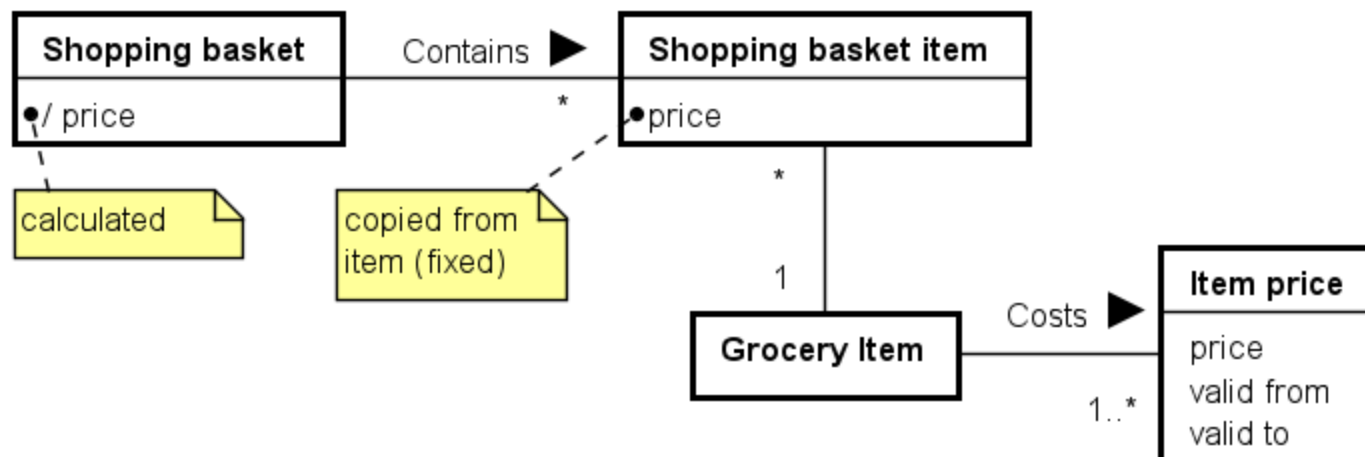 Shopping basket
Contains
Shopping basket item
*
/ price
price
calculated
copied from
item (fixed)
*
1
Grocery Item
Costs
1..*
Item price
price
valid from
valid to